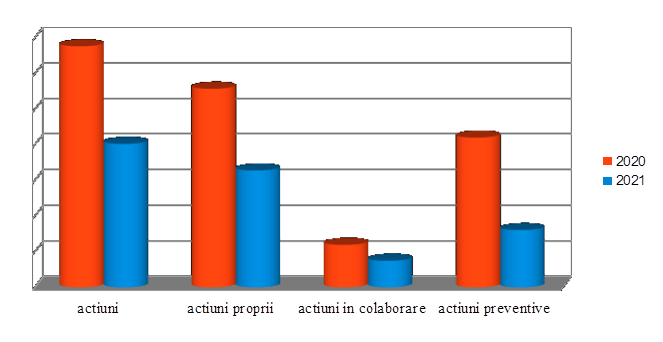 2020
2021
actiuni
actiuni proprii
actiuni in colaborare
actiuni preventive